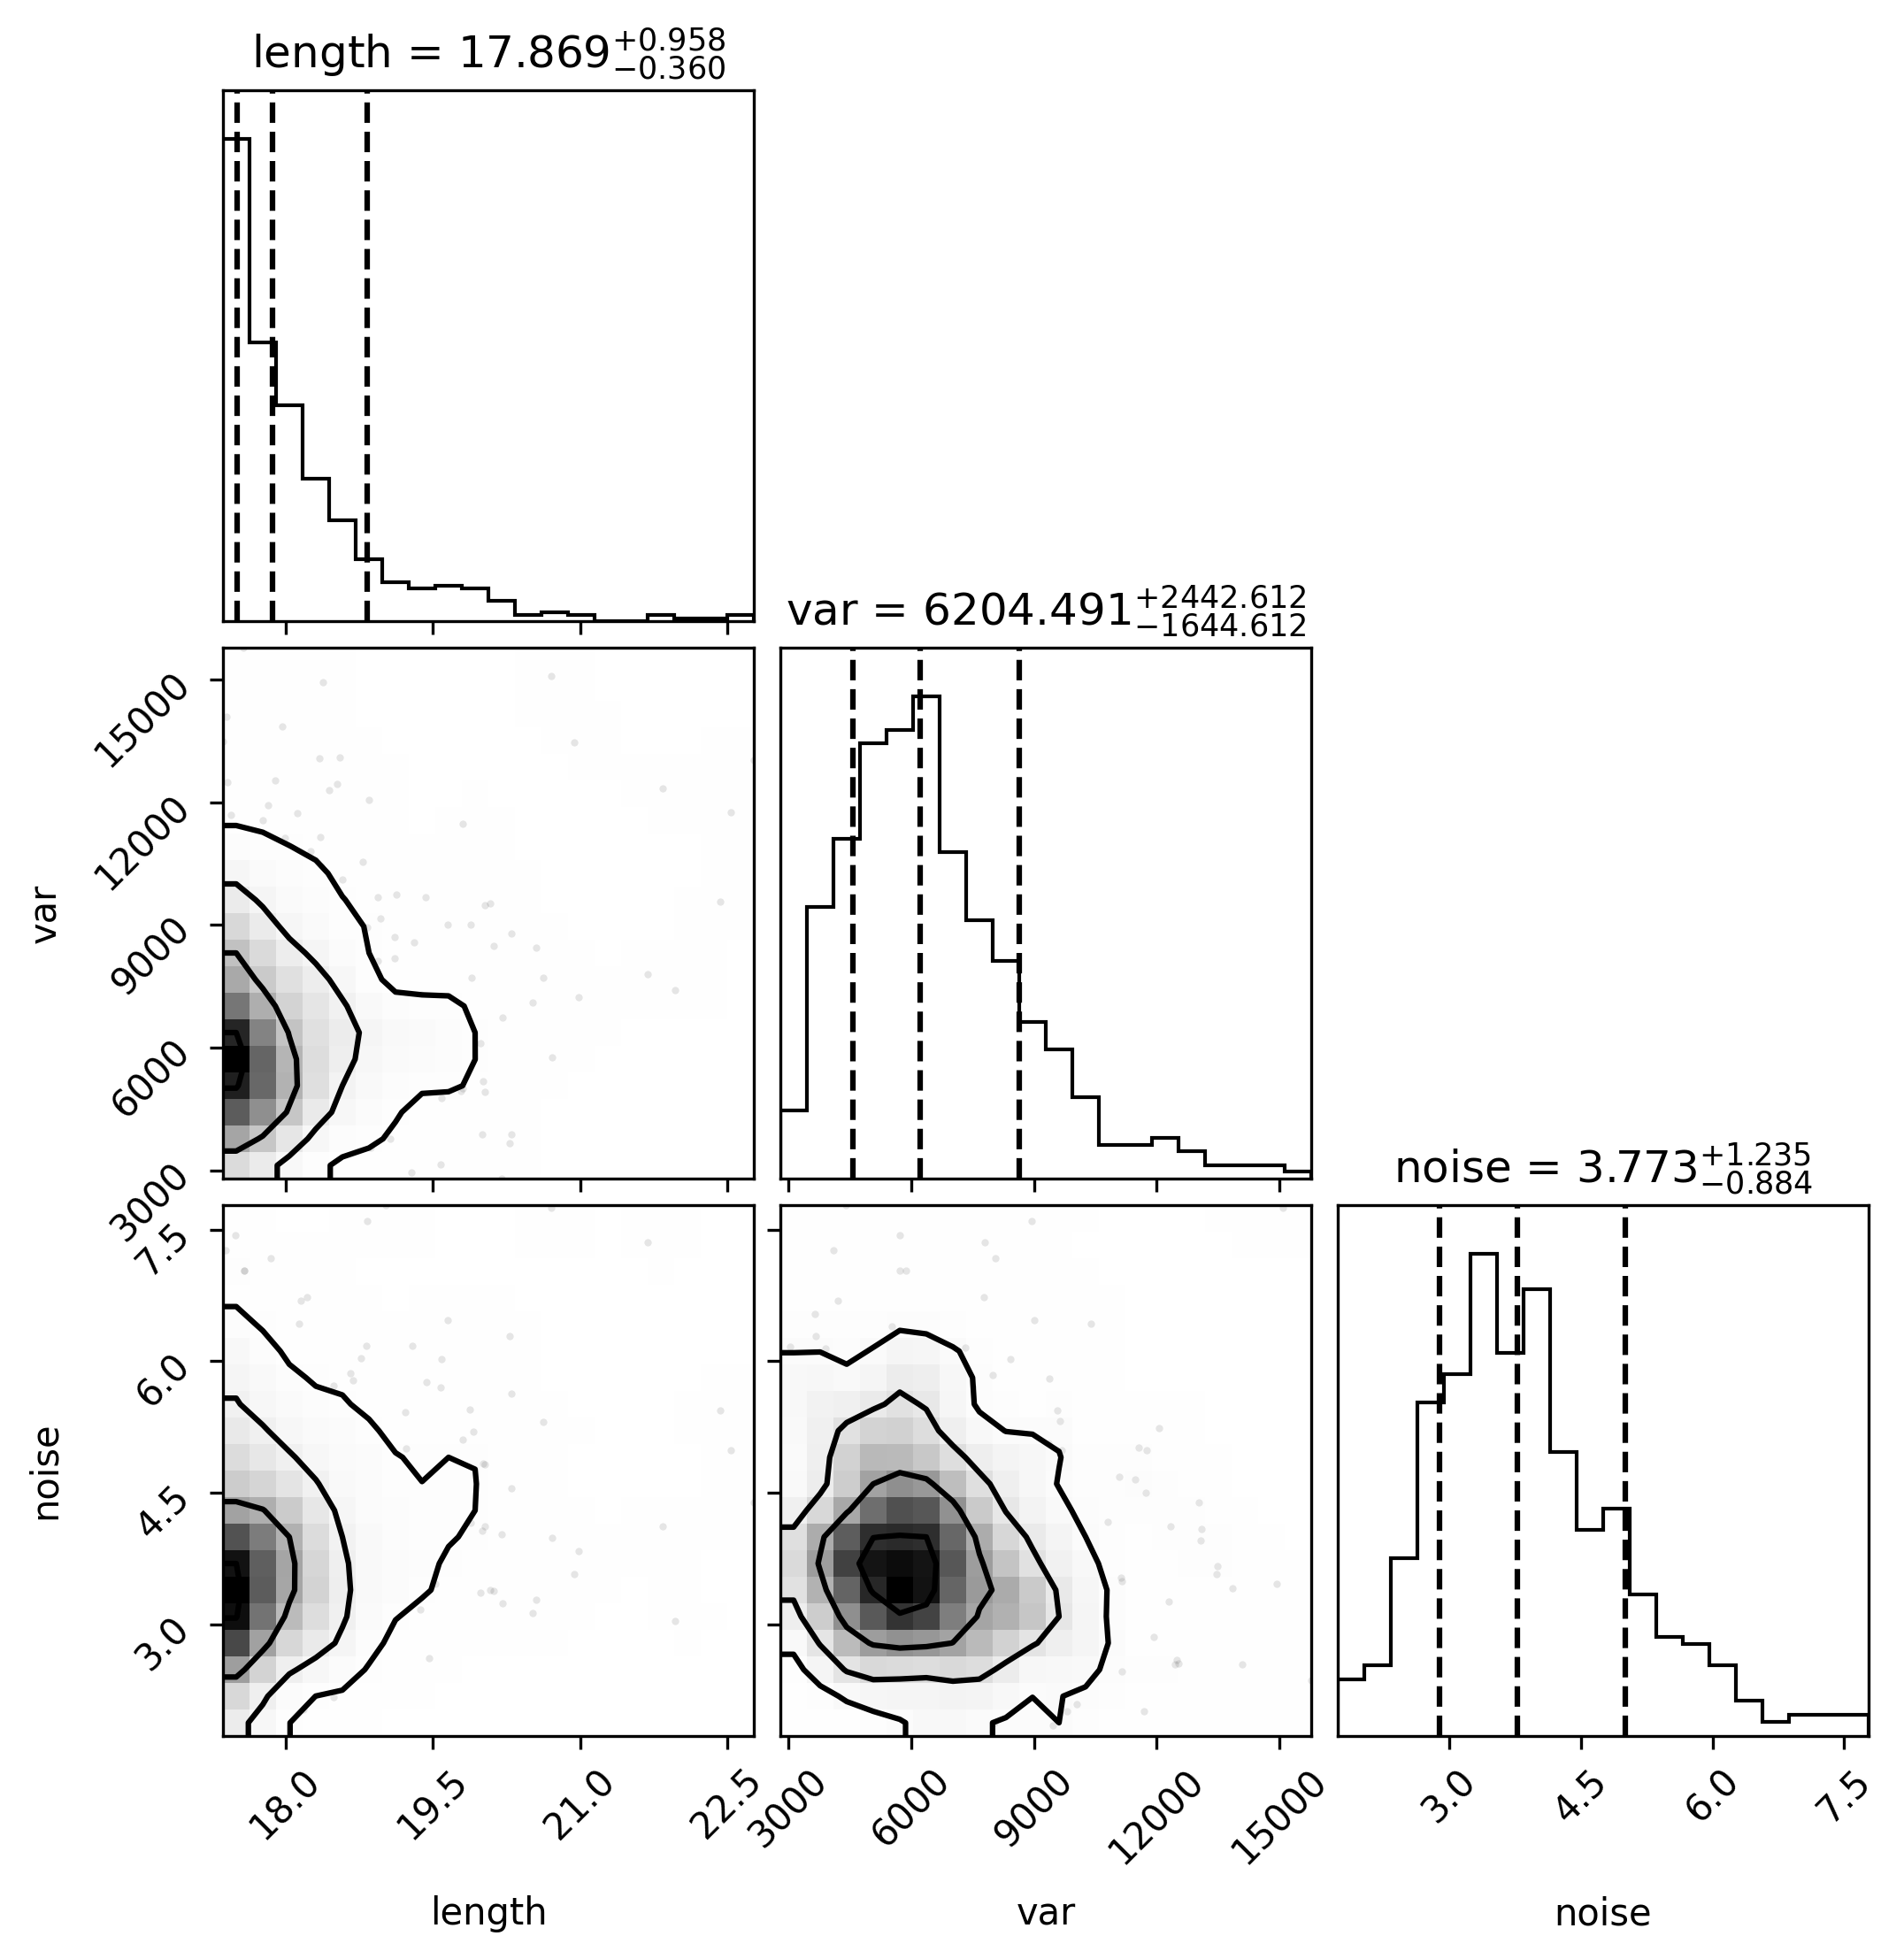 length = 17.869 +0.958 −0.360
var = 6204.491 +2442.612 −1644.612
15000
12000
9000
6000
3000
var
noise = 3.773 +1.235 −0.884
7.5
6.0
4.5
3.0
noise
18.0 19.5 21.0 22.5 3000 6000 9000 12000 15000 3.0 4.5 6.0 7.5
length var noise